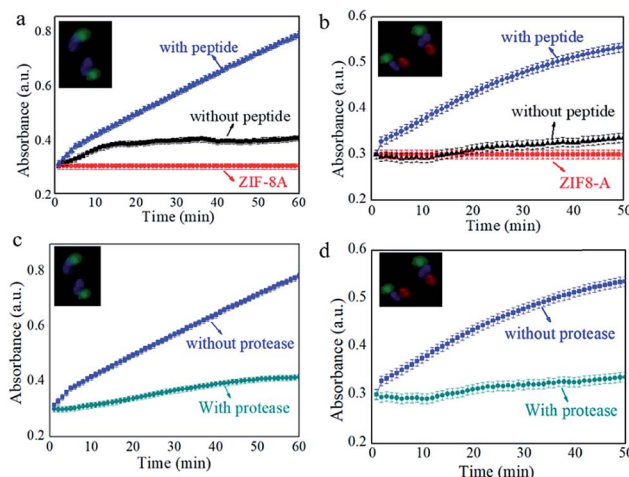 a
0.8
0.6
0.4
0.2
Absorbance (a.u.)
with peptide
without peptide
ZIF-8A
0 10 20 30 40 50 60
Time (min)
b
0.6
0.5
0.4
0.3
0.2
Absorbance (a.u.)
with peptide
without peptide
ZIF8-A
0 10 20 30 40 50
Time (min)
c
0.8
0.6
0.4
0.2
Absorbance (a.u.)
without protease
With protease
0 10 20 30 40 50 60
Time (min)
d
0.6
0.5
0.4
0.3
0.2
Absorbance (a.u.)
without protease
With protease
0 10 20 30 40 50
Time (min)